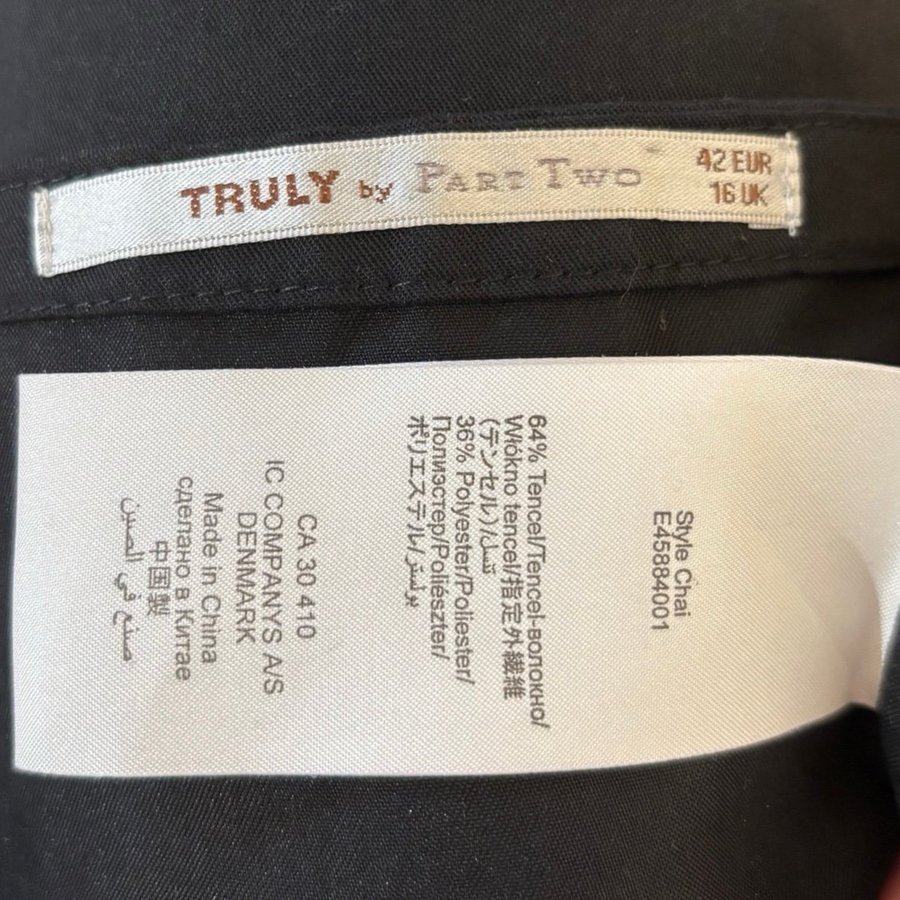 TRULY by PART TWO
42 EUR
16 UK
Style Chai
E45884001
64% Tencel/Tencel-волокно/
Włókno tencel/指定外繊維
(テンセル)/تنسل
36% Polyester/Poliester/
Полиэстер/Poliészter/
ポリエステル/بولستر
CA 30 410
IC COMPANYS A/S
DENMARK
Made in China
сделано в Китае
中国製
صنع في الصين